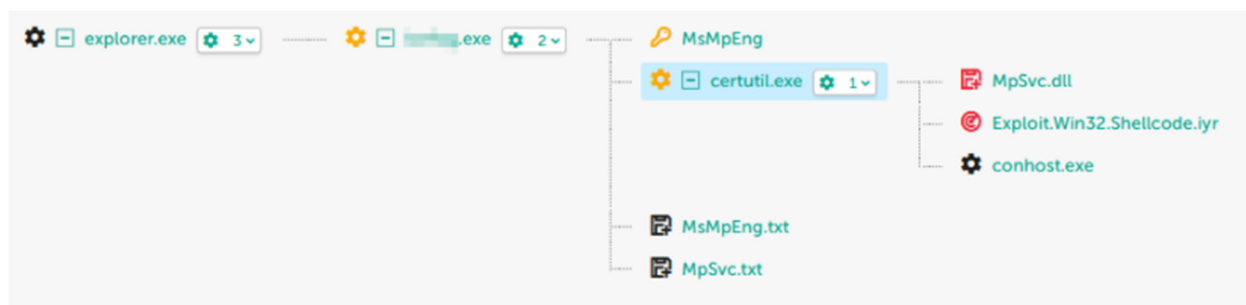 explorer.exe 3 .exe 2 MsMpEng
certutil.exe 1 MpSvc.dll
Exploit.Win32.Shellcode.iyr
conhost.exe
MsMpEng.txt
MpSvc.txt